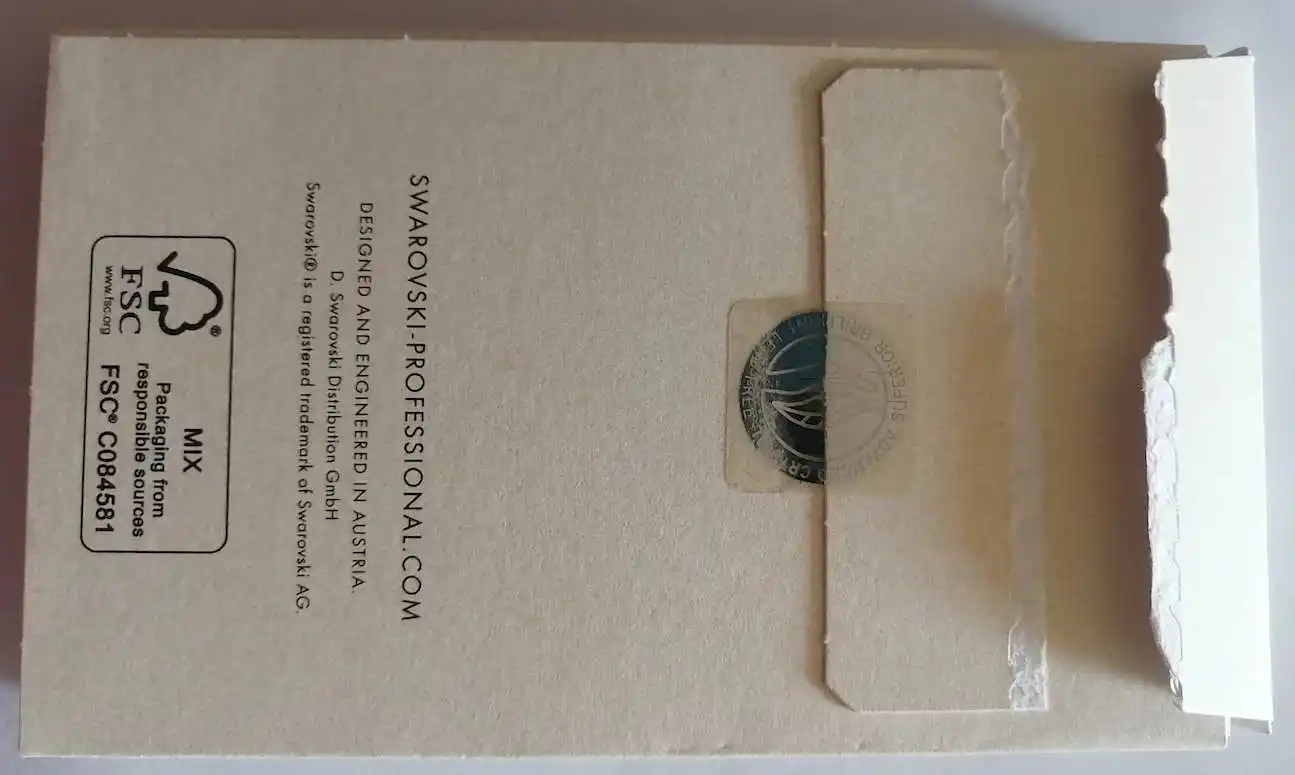 SWAROVSKI-PROFESSIONAL.COM
DESIGNED AND ENGINEERED IN AUSTRIA.
D. Swarovski Distribution GmbH
Swarovski® is a registered trademark of Swarovski AG.
®
FSC
www.fsc.org
MIX
Packaging from
responsible sources
FSC® C084581
SUPERIOR